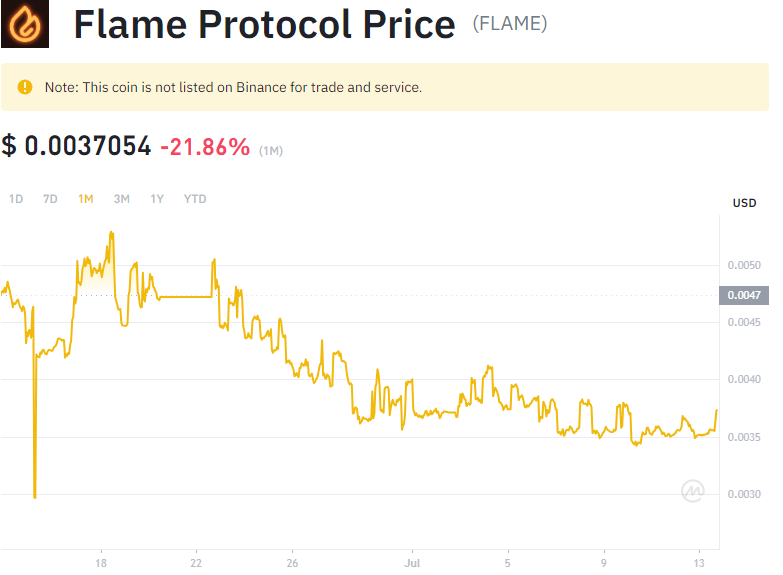 Flame Protocol Price (FLAME)
Note: This coin is not listed on Binance for trade and service.
$ 0.0037054 -21.86% (1M)
1D 7D 1M 3M 1Y YTD
USD
0.0050
0.0047
0.0045
0.0040
0.0035
0.0030
18 22 26 Jul 5 9 13